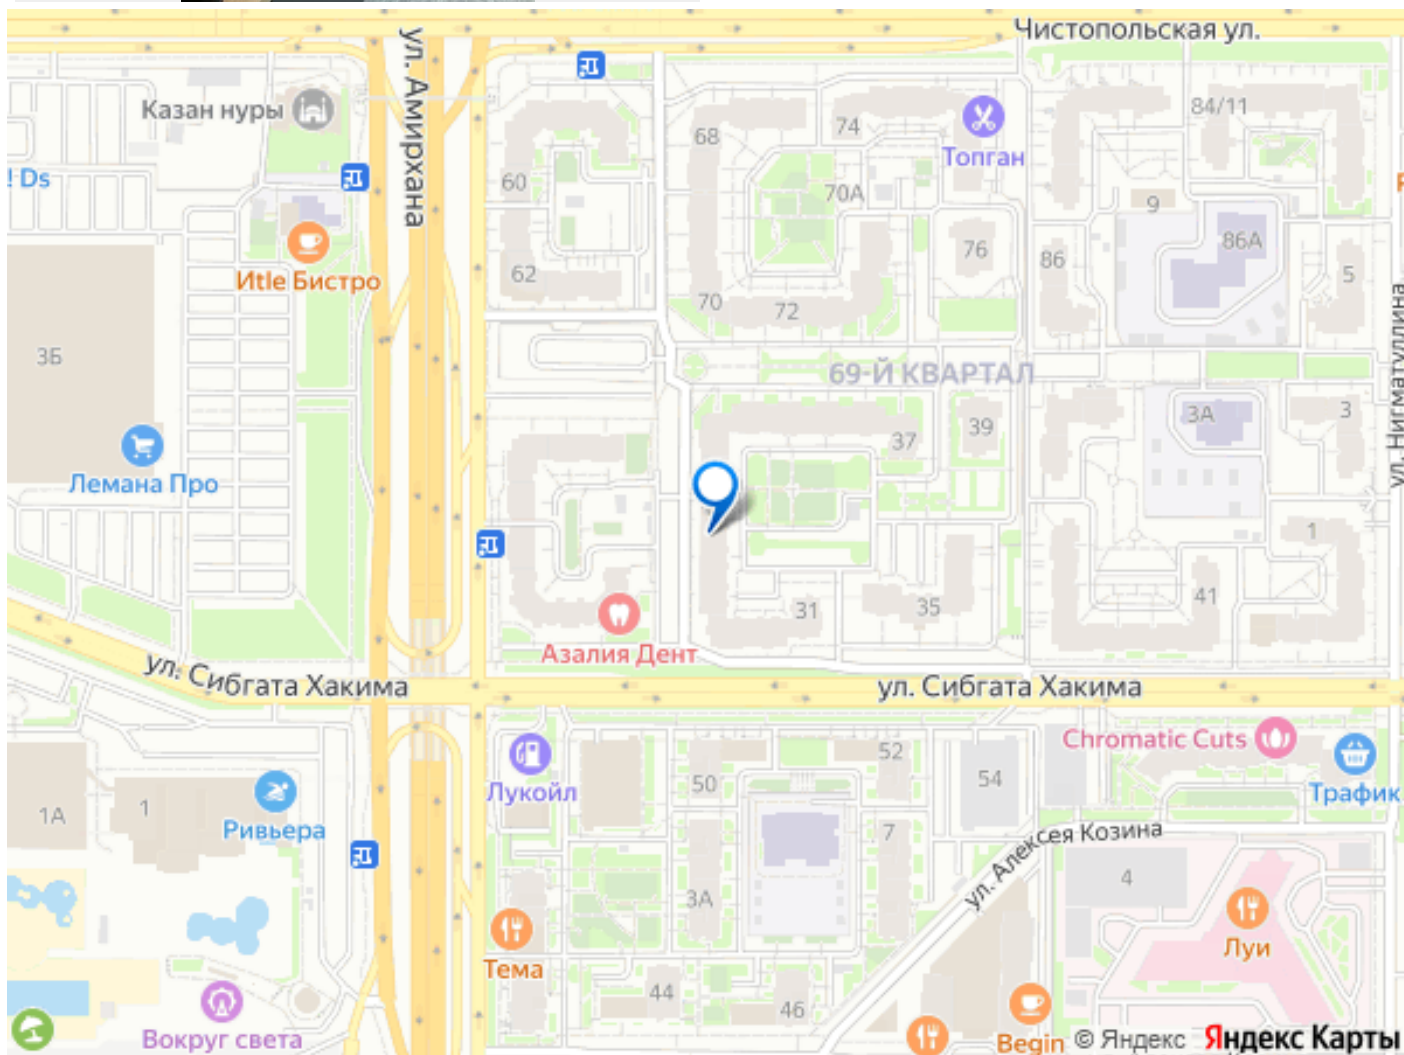 Чистопольская ул.
ул. Амирхана
Казан нуры
68
74
84/11
Топган
! Ds
60
70А
9
76
86
86А
5
Itle Бистро
62
70
72
3Б
69-Й КВАРТАЛ
ул. Нигматуллина
37
39
3А
3
Лемана Про
1
31
35
41
Азалия Дент
ул. Сибгата Хакима
ул. Сибгата Хакима
Chromatic Cuts
52
50
54
Лукойл
Трафик
1А
1
Ривьера
7
ул. Алексея Козина
4
3А
Луи
Тема
44
46
Вокруг света
Begin
© Яндекс Яндекс Карты